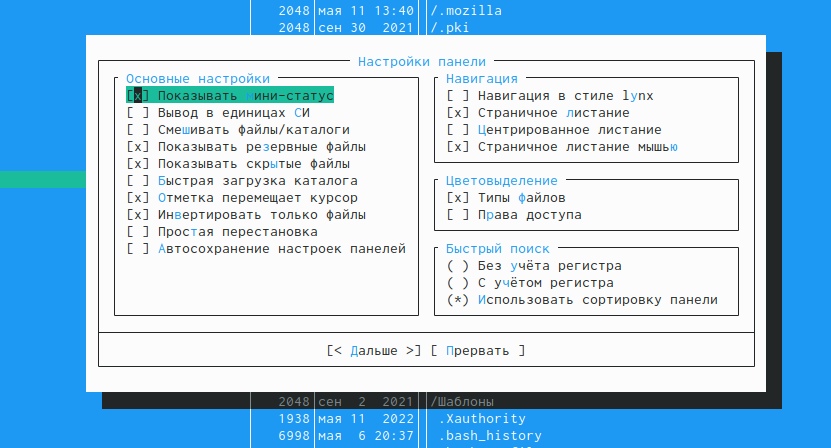 2048 мая 11 13:40 /.mozilla
2048 сен 30 2021 /.pki
Настройки панели
Основные настройки
[x] Показывать мини-статус
[ ] Вывод в единицах СИ
[ ] Смешивать файлы/каталоги
[x] Показывать резервные файлы
[x] Показывать скрытые файлы
[ ] Быстрая загрузка каталога
[x] Отметка перемещает курсор
[x] Инвертировать только файлы
[ ] Простая перестановка
[ ] Автосохранение настроек панелей
Навигация
[ ] Навигация в стиле lynx
[x] Страничное листание
[ ] Центрированное листание
[x] Страничное листание мышью
Цветовыделение
[x] Типы файлов
[ ] Права доступа
Быстрый поиск
( ) Без учёта регистра
( ) С учётом регистра
(*) Использовать сортировку панели
[< Дальше >] [ Прервать ]
2048 сен 2 2021 /Шаблоны
1938 мая 11 2022 .Xauthority
6998 мая 6 20:37 .bash_history